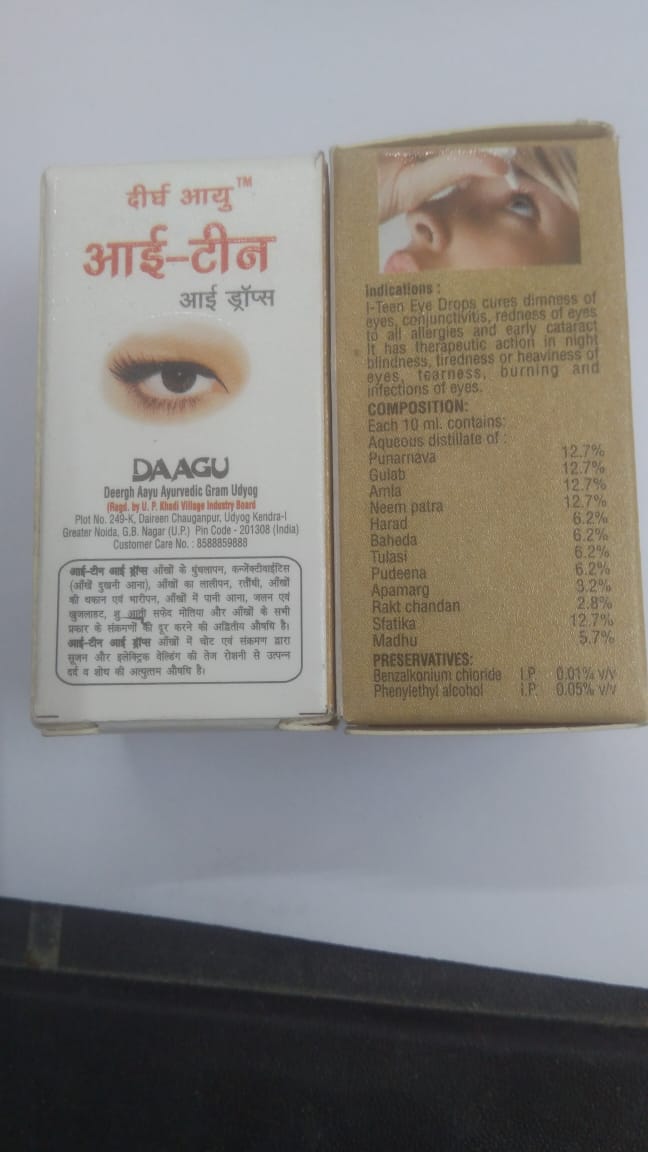 दीर्घ आयु TM
आई-टीन
आई ड्रॉप्स
DAAGU
Deergh Aayu Ayurvedic Gram Udyog
(Regd. by U. P. Khadi Village Industry Board
Plot No. 249-K, Daireen Chauganpur, Udyog Kendra-I
Greater Noida, G.B. Nagar (U.P.) Pin Code - 201308 (India)
Customer Care No. : 8588859888
आई-टीन आई ड्रॉप्स आँखों के धुंधलापन, कन्जेंक्टीवाईटिस
(आँखें दुखनी आना), आँखों का लालीपन, रतौंधी, आँखों
की थकान एवं भारीपन, आँखों में पानी आना, जलन एवं
खुजलाहट, शुरूआती सफेद मोतिया और आँखों के सभी
प्रकार के संक्रमणों को दूर करने की अद्वितीय औषधि है।
आई-टीन आई ड्रॉप्स आँखों में चोट एवं संकमण द्वारा
सूजन और इलेक्ट्रिक वेल्डिंग की तेज रोशनी से उत्पन्न
दर्द व शोथ की अत्युत्तम औषधि है।
Indications :
I-Teen Eye Drops cures dimness of
eyes, conjunctivitis, redness of eyes
to all allergies and early cataract
It has therapeutic action in night
blindness, tiredness or heaviness of
eyes, tearness, burning and
infections of eyes.
COMPOSITION:
Each 10 ml. contains:
Aqueous distillate of :
Punarnava 12.7%
Gulab 12.7%
Amla 12.7%
Neem patra 12.7%
Harad 6.2%
Baheda 6.2%
Tulasi 6.2%
Pudeena 6.2%
Apamarg 3.2%
Rakt chandan 2.8%
Sfatika 12.7%
Madhu 5.7%
PRESERVATIVES:
Benzalkonium chioride I.P. 0.01% v/v
Phenylethyl alcohol I.P. 0.05% v/v